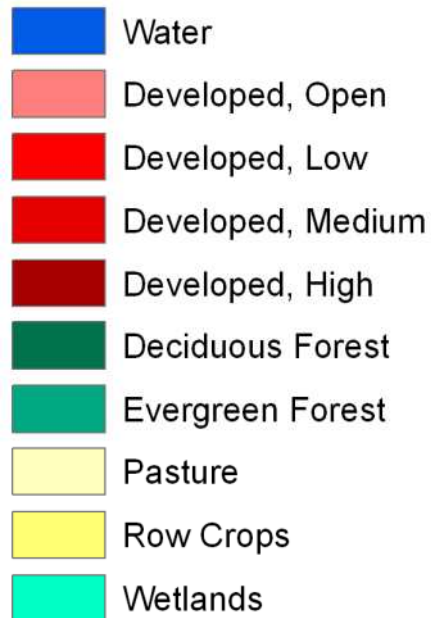 Water
Developed, Open
Developed, Low
Developed, Medium
Developed, High
Deciduous Forest
Evergreen Forest
Pasture
Row Crops
Wetlands